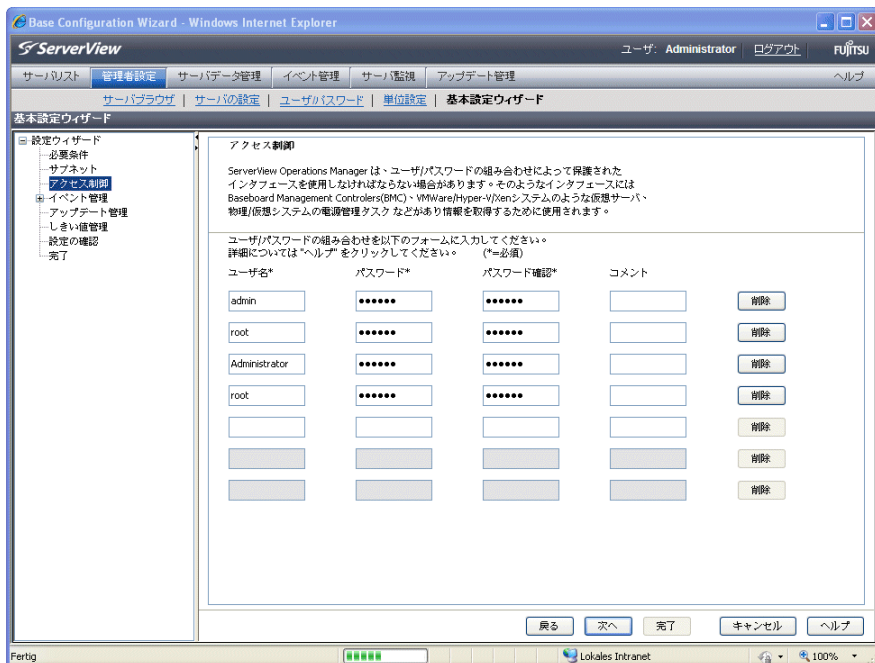 Base Configuration Wizard - Windows Internet Explorer
ServerView
ユーザ: Administrator
ログアウト
FUJITSU
サーバリスト
管理者設定
サーバデータ管理
イベント管理
サーバ監視
アップデート管理
ヘルプ
サーバブラウザ | サーバの設定 | ユーザ/パスワード | 単位設定 | 基本設定ウィザード
基本設定ウィザード
設定ウィザード
必要条件
サブネット
アクセス制御
イベント管理
アップデート管理
しきい値管理
設定の確認
完了
アクセス制御
ServerView Operations Manager は、ユーザ/パスワードの組み合わせによって保護された
インタフェースを使用しなければならない場合があります。そのようなインタフェースには
Baseboard Management Controlers(BMC)、VMWare/Hyper-V/Xenシステムのような仮想サーバ、
物理/仮想システムの電源管理タスク などがあり情報を取得するために使用されます。
ユーザ/パスワードの組み合わせを以下のフォームに入力してください。
詳細については "ヘルプ" をクリックしてください。 (*=必須)
ユーザ名* パスワード* パスワード確認* コメント
admin ●●●●●● ●●●●●● 削除
root ●●●●●● ●●●●●● 削除
Administrator ●●●●●● ●●●●●● 削除
root ●●●●●● ●●●●●● 削除
削除
削除
削除
戻る 次へ 完了 キャンセル ヘルプ
Fertig
Lokales Intranet
100%